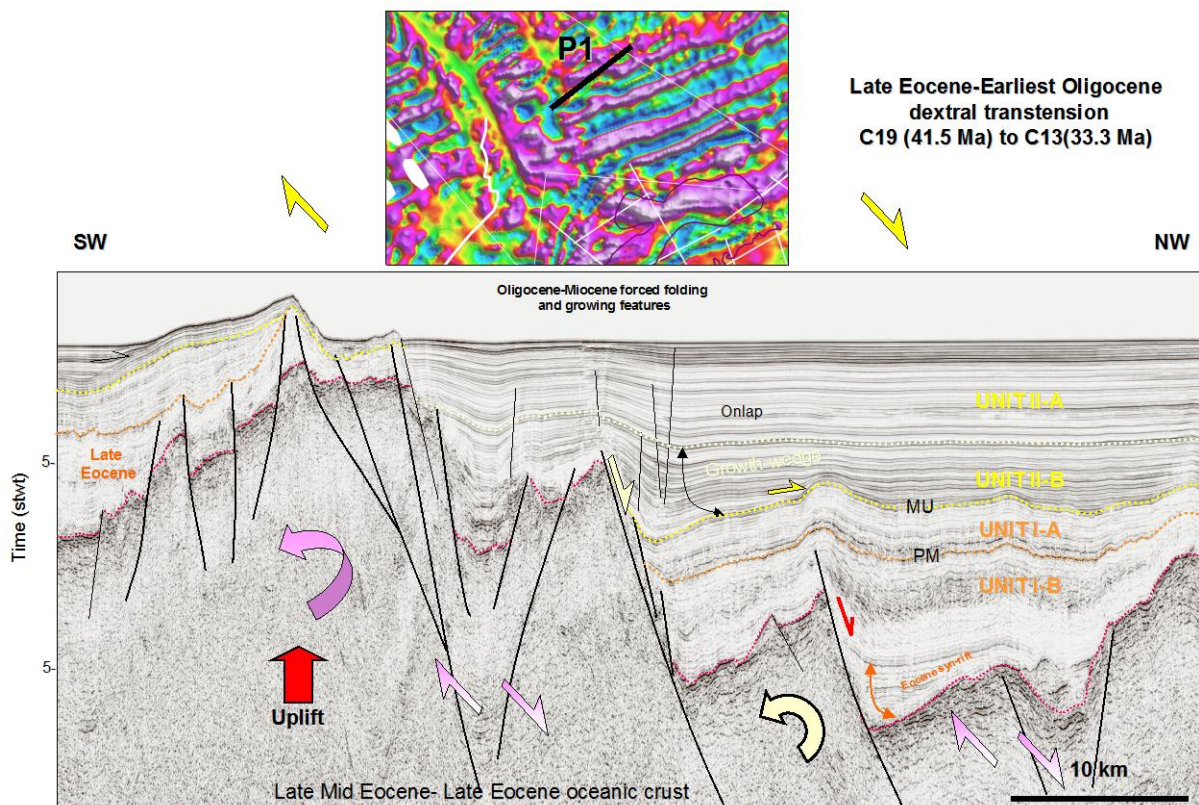 P1
Late Eocene-Earliest Oligocene
dextral transtension
C19 (41.5 Ma) to C13(33.3 Ma)
SW
NW
Oligocene-Miocene forced folding
and growing features
Onlap
UNIT II-A
Late
Eocene
5-
Growth wedge
UNIT II-B
MU
UNIT I-A
PM
UNIT I-B
Time (stwt)
5-
Eocene syn-rift
Uplift
10 km
Late Mid Eocene- Late Eocene oceanic crust